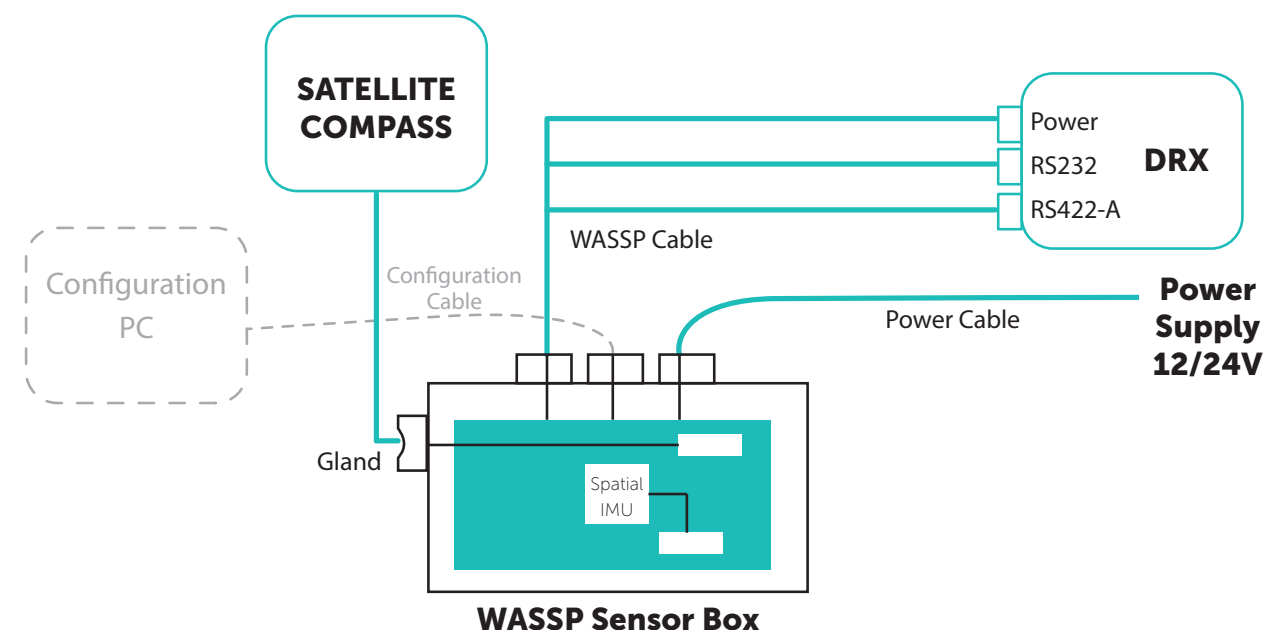 SATELLITE
COMPASS
Power
RS232
RS422-A
DRX
WASSP Cable
Configuration
PC
Configuration
Cable
Power Cable
Power
Supply
12/24V
Gland
Spatial
IMU
WASSP Sensor Box